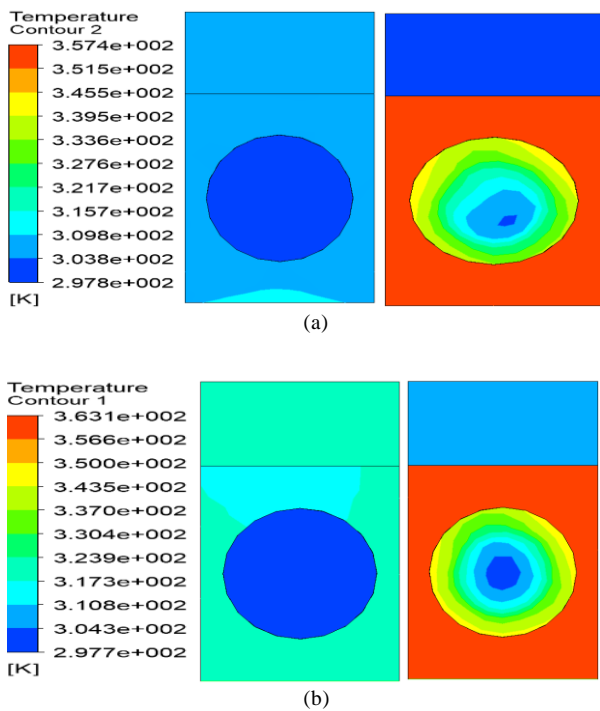 Temperature
Contour 2
3.574e+002
3.515e+002
3.455e+002
3.395e+002
3.336e+002
3.276e+002
3.217e+002
3.157e+002
3.098e+002
3.038e+002
2.978e+002
[K]
(a)
Temperature
Contour 1
3.631e+002
3.566e+002
3.500e+002
3.435e+002
3.370e+002
3.304e+002
3.239e+002
3.173e+002
3.108e+002
3.043e+002
2.977e+002
[K]
(b)